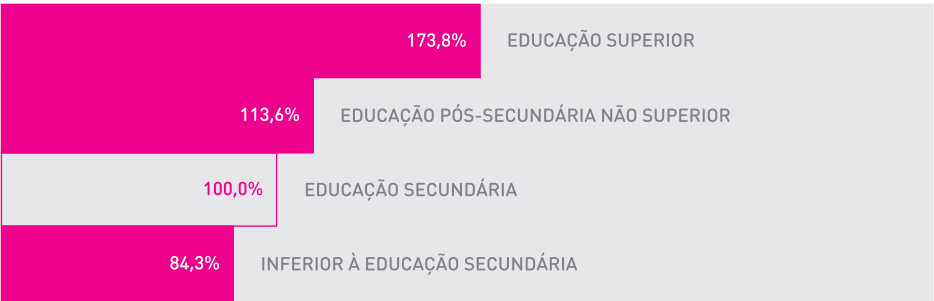 173,8% EDUCAÇÃO SUPERIOR
113,6% EDUCAÇÃO PÓS-SECUNDÁRIA NÃO SUPERIOR
100,0% EDUCAÇÃO SECUNDÁRIA
84,3% INFERIOR À EDUCAÇÃO SECUNDÁRIA